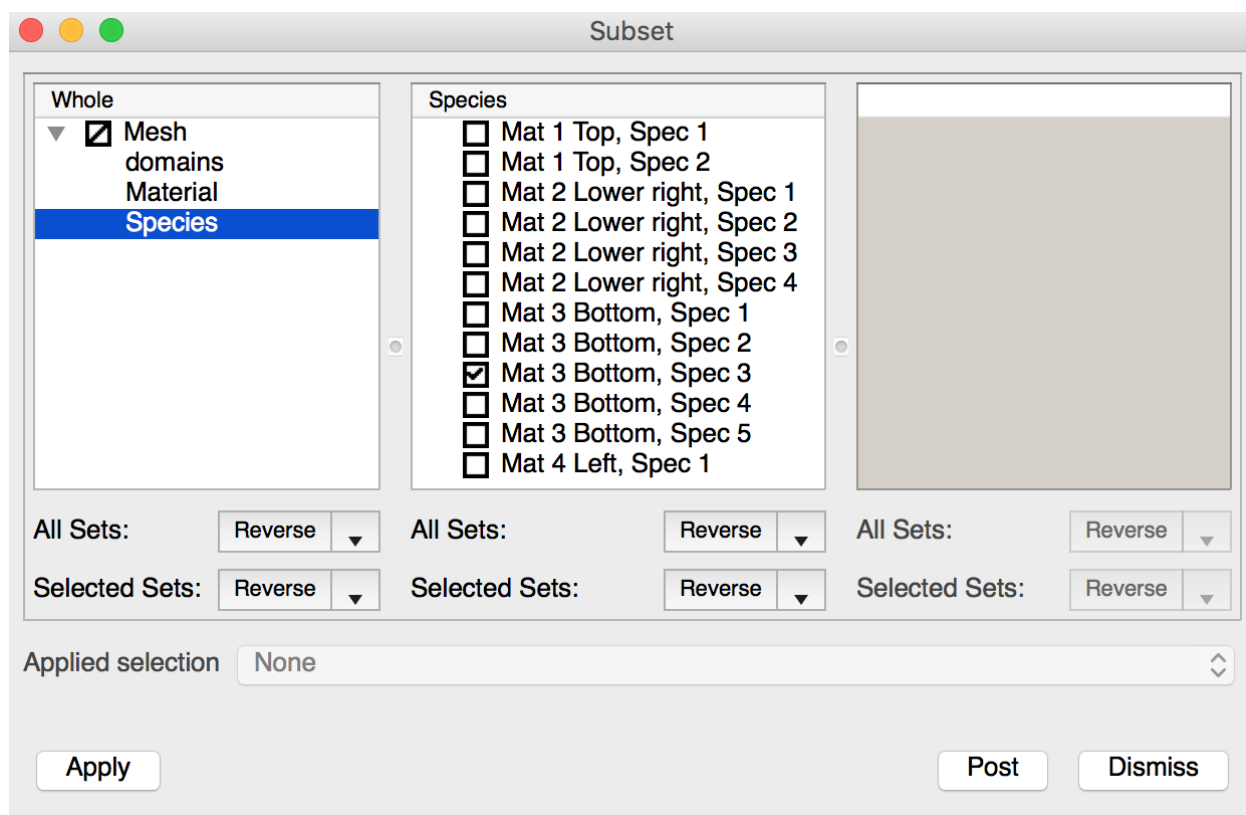 Subset
Whole
Mesh
domains
Material
Species
Species
Mat 1 Top, Spec 1
Mat 1 Top, Spec 2
Mat 2 Lower right, Spec 1
Mat 2 Lower right, Spec 2
Mat 2 Lower right, Spec 3
Mat 2 Lower right, Spec 4
Mat 3 Bottom, Spec 1
Mat 3 Bottom, Spec 2
Mat 3 Bottom, Spec 3
Mat 3 Bottom, Spec 4
Mat 3 Bottom, Spec 5
Mat 4 Left, Spec 1
All Sets: Reverse
Selected Sets: Reverse
All Sets: Reverse
Selected Sets: Reverse
All Sets: Reverse
Selected Sets: Reverse
Applied selection None
Apply Post Dismiss